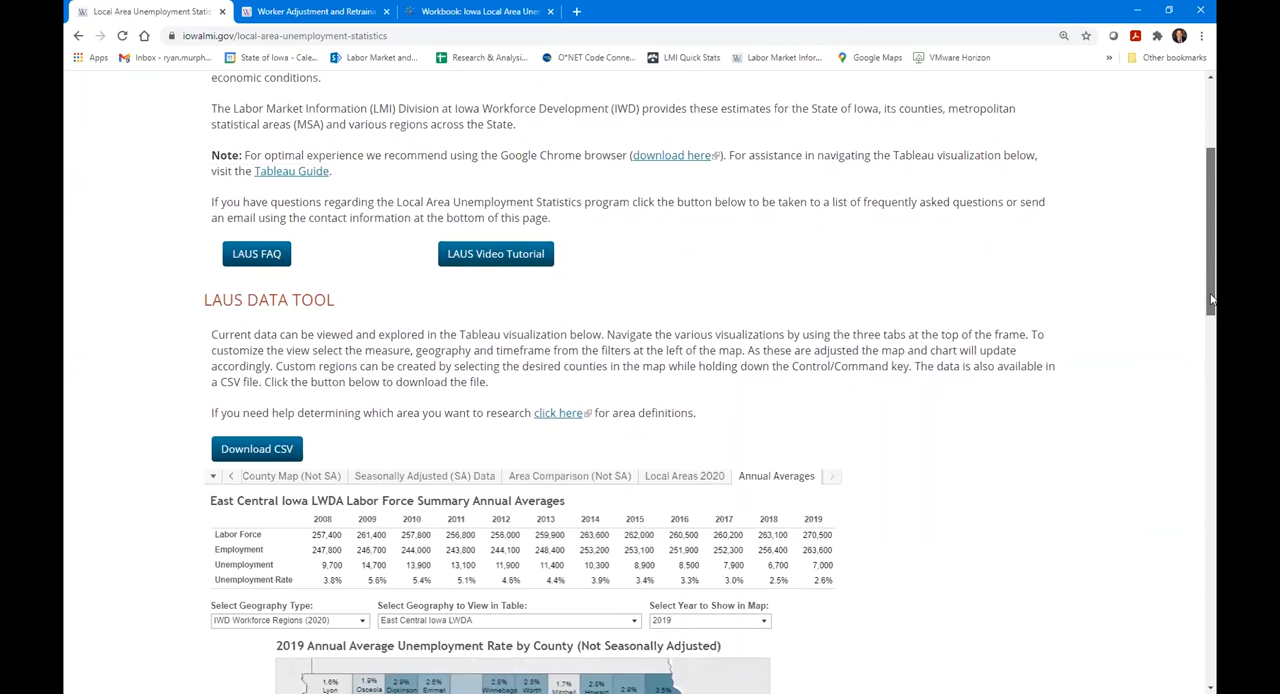 Local Area Unemployment Statis
Worker Adjustment and Retraine
Workbook: Iowa Local Area Une
iowalmi.gov/local-area-unemployment-statistics
Apps
Inbox - ryan.murph...
State of Iowa - Cale...
Labor Market and...
Research & Analysi...
O*NET Code Conne...
LMI Quick Stats
Labor Market Infor...
Google Maps
VMware Horizon
»
Other bookmarks
economic conditions.
The Labor Market Information (LMI) Division at Iowa Workforce Development (IWD) provides these estimates for the State of Iowa, its counties, metropolitan
statistical areas (MSA) and various regions across the State.
Note: For optimal experience we recommend using the Google Chrome browser (download here). For assistance in navigating the Tableau visualization below,
visit the Tableau Guide.
If you have questions regarding the Local Area Unemployment Statistics program click the button below to be taken to a list of frequently asked questions or send
an email using the contact information at the bottom of this page.
LAUS FAQ
LAUS Video Tutorial
LAUS DATA TOOL
Current data can be viewed and explored in the Tableau visualization below. Navigate the various visualizations by using the three tabs at the top of the frame. To
customize the view select the measure, geography and timeframe from the filters at the left of the map. As these are adjusted the map and chart will update
accordingly. Custom regions can be created by selecting the desired counties in the map while holding down the Control/Command key. The data is also available in
a CSV file. Click the button below to download the file.
If you need help determining which area you want to research click here for area definitions.
Download CSV
County Map (Not SA) Seasonally Adjusted (SA) Data Area Comparison (Not SA) Local Areas 2020 Annual Averages
East Central Iowa LWDA Labor Force Summary Annual Averages
2008 2009 2010 2011 2012 2013 2014 2015 2016 2017 2018 2019
Labor Force 257,400 261,400 257,800 256,800 256,000 259,900 263,600 262,000 260,500 260,200 263,100 270,500
Employment 247,800 246,700 244,000 243,800 244,100 248,400 253,200 253,100 251,900 252,300 256,400 263,600
Unemployment 9,700 14,700 13,900 13,100 11,900 11,400 10,300 8,900 8,500 7,900 6,700 7,000
Unemployment Rate 3.8% 5.6% 5.4% 5.1% 4.6% 4.4% 3.9% 3.4% 3.3% 3.0% 2.5% 2.6%
Select Geography Type: Select Geography to View in Table: Select Year to Show in Map:
IWD Workforce Regions (2020) East Central Iowa LWDA 2019
2019 Annual Average Unemployment Rate by County (Not Seasonally Adjusted)
1.6% 1.9% 2.9% 2.6% 2.8% 2.8% 1.7% 2.8% 2.9% 3.5%
Lyon Osceola Dickinson Emmet Winnebago Worth Mitchell Howard